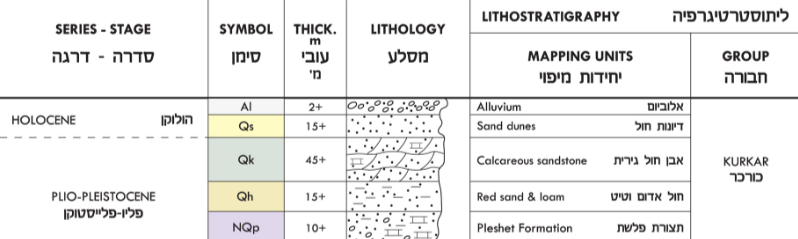 SERIES - STAGE
סדרה - דרגה
SYMBOL
סימן
THICK.
m
עובי
מ'
LITHOLOGY
מסלע
LITHOSTRATIGRAPHY ליתוסטרטיגרפיה
MAPPING UNITS
יחידות מיפוי
GROUP
חבורה
HOLOCENE הולוקן
Al 2+ Alluvium אלוביום
Qs 15+ Sand dunes דיונות חול
Qk 45+ Calcareous sandstone אבן חול גירית
KURKAR
כורכר
PLIO-PLEISTOCENE
פליו-פלייסטוקן
Qh 15+ Red sand & loam חול אדום וטיט
NQp 10+ Pleshet Formation תצורת פלשת